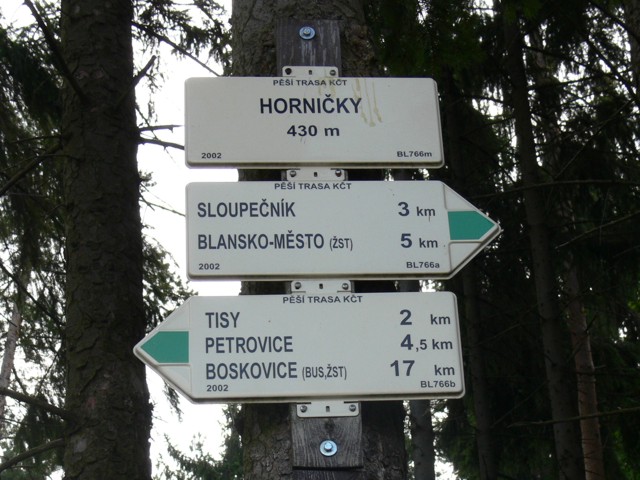 PĚŠÍ TRASA KČT
HORNIČKY
430 m
2002 BL766m
PĚŠÍ TRASA KČT
SLOUPEČNÍK 3 km
BLANSKO-MĚSTO (ŽST) 5 km
2002 BL766a
PĚŠÍ TRASA KČT
TISY 2 km
PETROVICE 4,5 km
BOSKOVICE (BUS,ŽST) 17 km
2002 BL766b